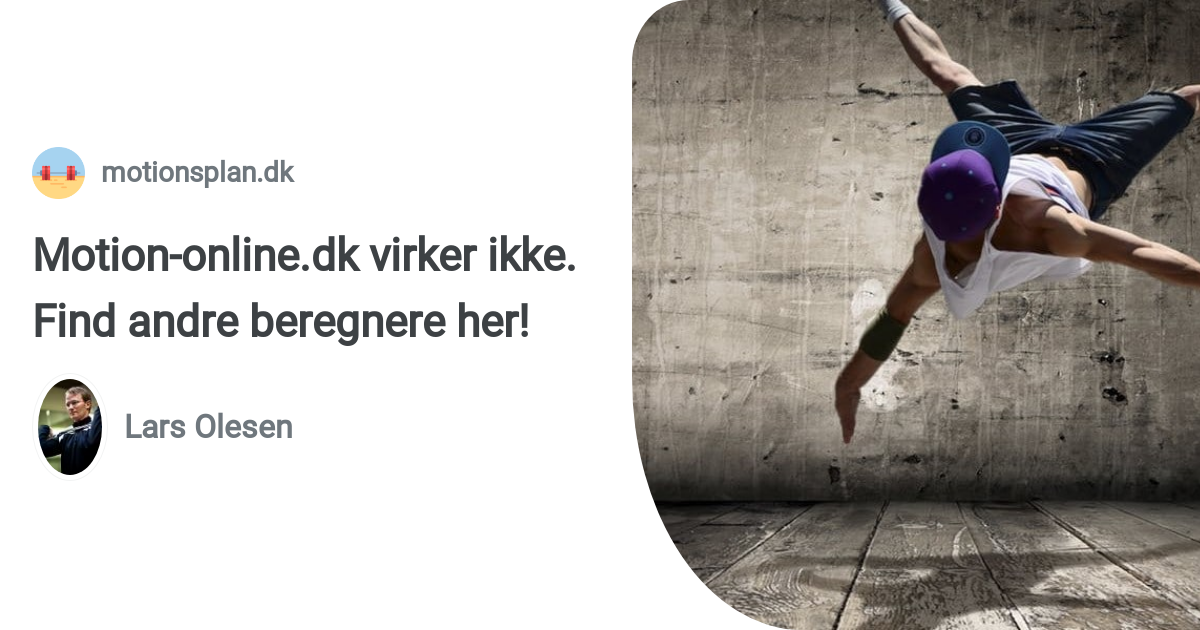 motionsplan.dk
Motion-online.dk virker ikke.
Find andre beregnere her!
Lars Olesen